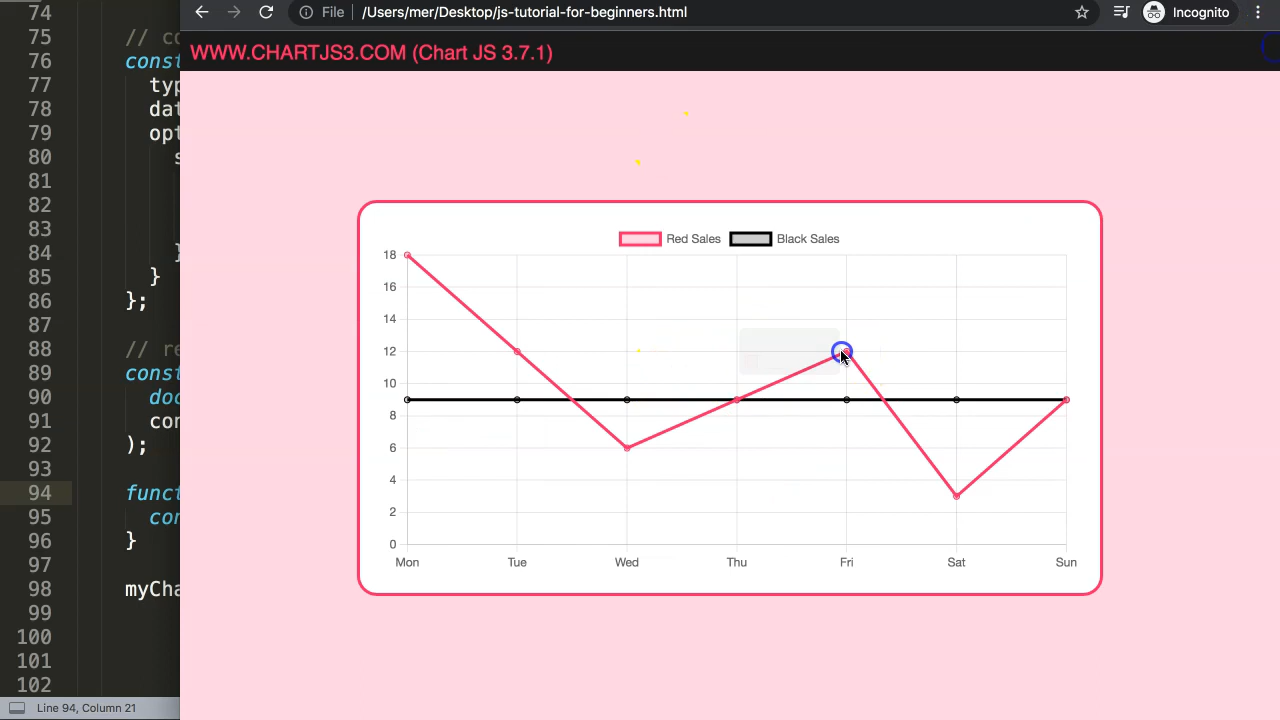 File | /Users/mer/Desktop/js-tutorial-for-beginners.html
Incognito
WWW.CHARTJS3.COM (Chart JS 3.7.1)
Red Sales Black Sales
18
16
14
12
10
8
6
4
2
0
Mon Tue Wed Thu Fri Sat Sun
74
75 // co
76 cons
77 typ
78 dat
79 opt
80 s
81
82
83
84 }
85 }
86 };
87
88 // re
89 cons
90 doc
91 con
92 );
93
94 funct
95 con
96 }
97
98 myCha
99
100
101
102
Line 94, Column 21